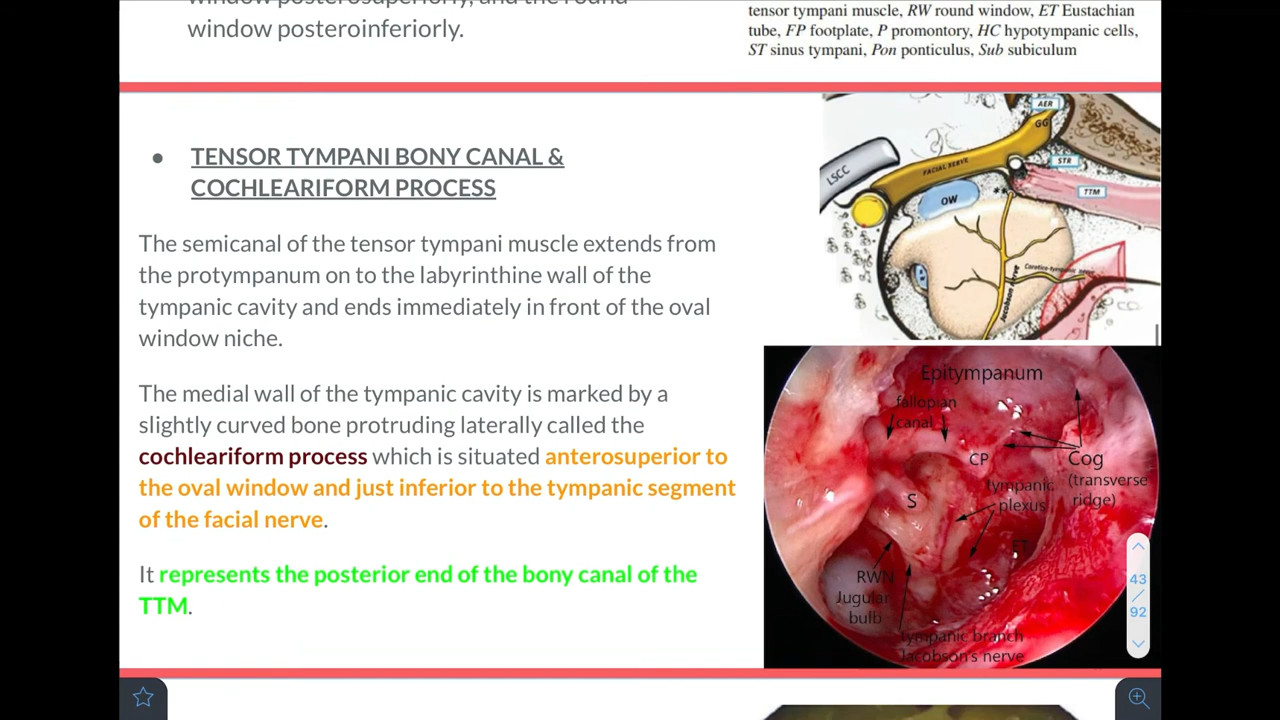 window posteroinferiorly.
tensor tympani muscle, RW round window, ET Eustachian
tube, FP footplate, P promontory, HC hypotympanic cells,
ST sinus tympani, Pon ponticulus, Sub subiculum
● TENSOR TYMPANI BONY CANAL &
COCHLEARIFORM PROCESS
The semicanal of the tensor tympani muscle extends from
the protympanum on to the labyrinthine wall of the
tympanic cavity and ends immediately in front of the oval
window niche.
The medial wall of the tympanic cavity is marked by a
slightly curved bone protruding laterally called the
cochleariform process which is situated anterosuperior to
the oval window and just inferior to the tympanic segment
of the facial nerve.
It represents the posterior end of the bony canal of the
TTM.
AER
GG
STR
FACIAL NERVE
LSCC
TTM
OW
**
Jacobson nerve
Epitympanum
fallopian
canal
CP
Cog
(transverse
ridge)
tympanic
plexus
S
ET
RWN
Jugular
bulb
tympanic branch
Jacobson's nerve
43
/
92